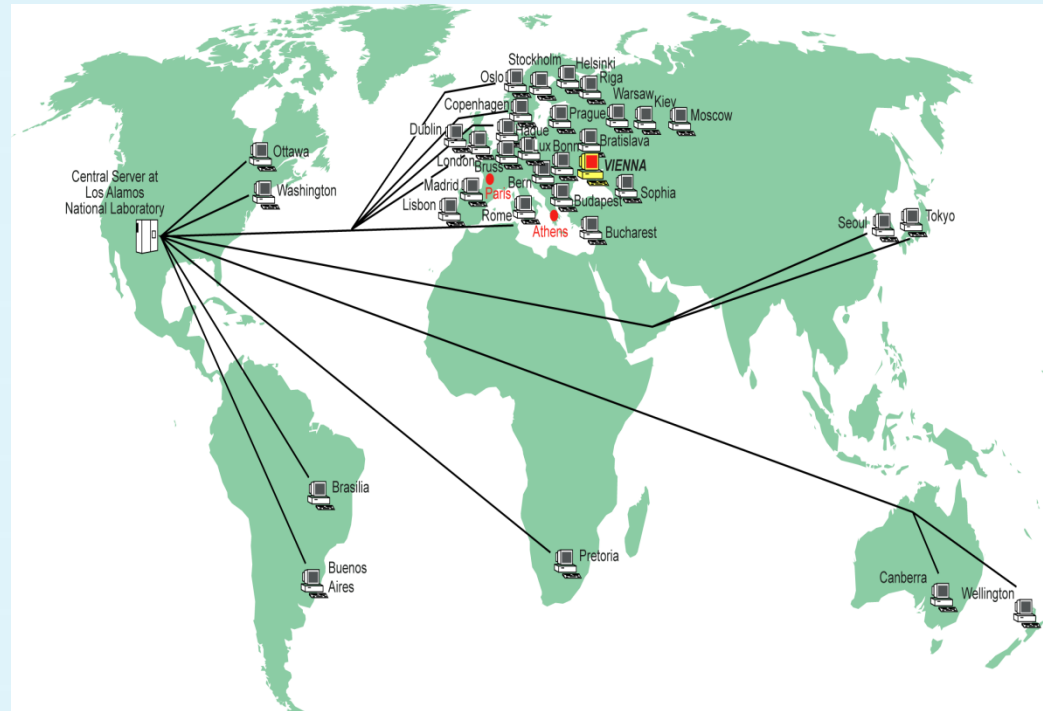 Stockholm
Helsinki
Oslo
Riga
Warsaw
Copenhagen
Kiev
Prague
Moscow
Dublin
Hague
Bratislava
London
Lux
Bonn
Bruss
VIENNA
Ottawa
Central Server at
Los Alamos
National Laboratory
Washington
Madrid
Paris
Bern
Sophia
Lisbon
Rome
Budapest
Athens
Bucharest
Seoul
Tokyo
Brasilia
Buenos
Aires
Pretoria
Canberra
Wellington